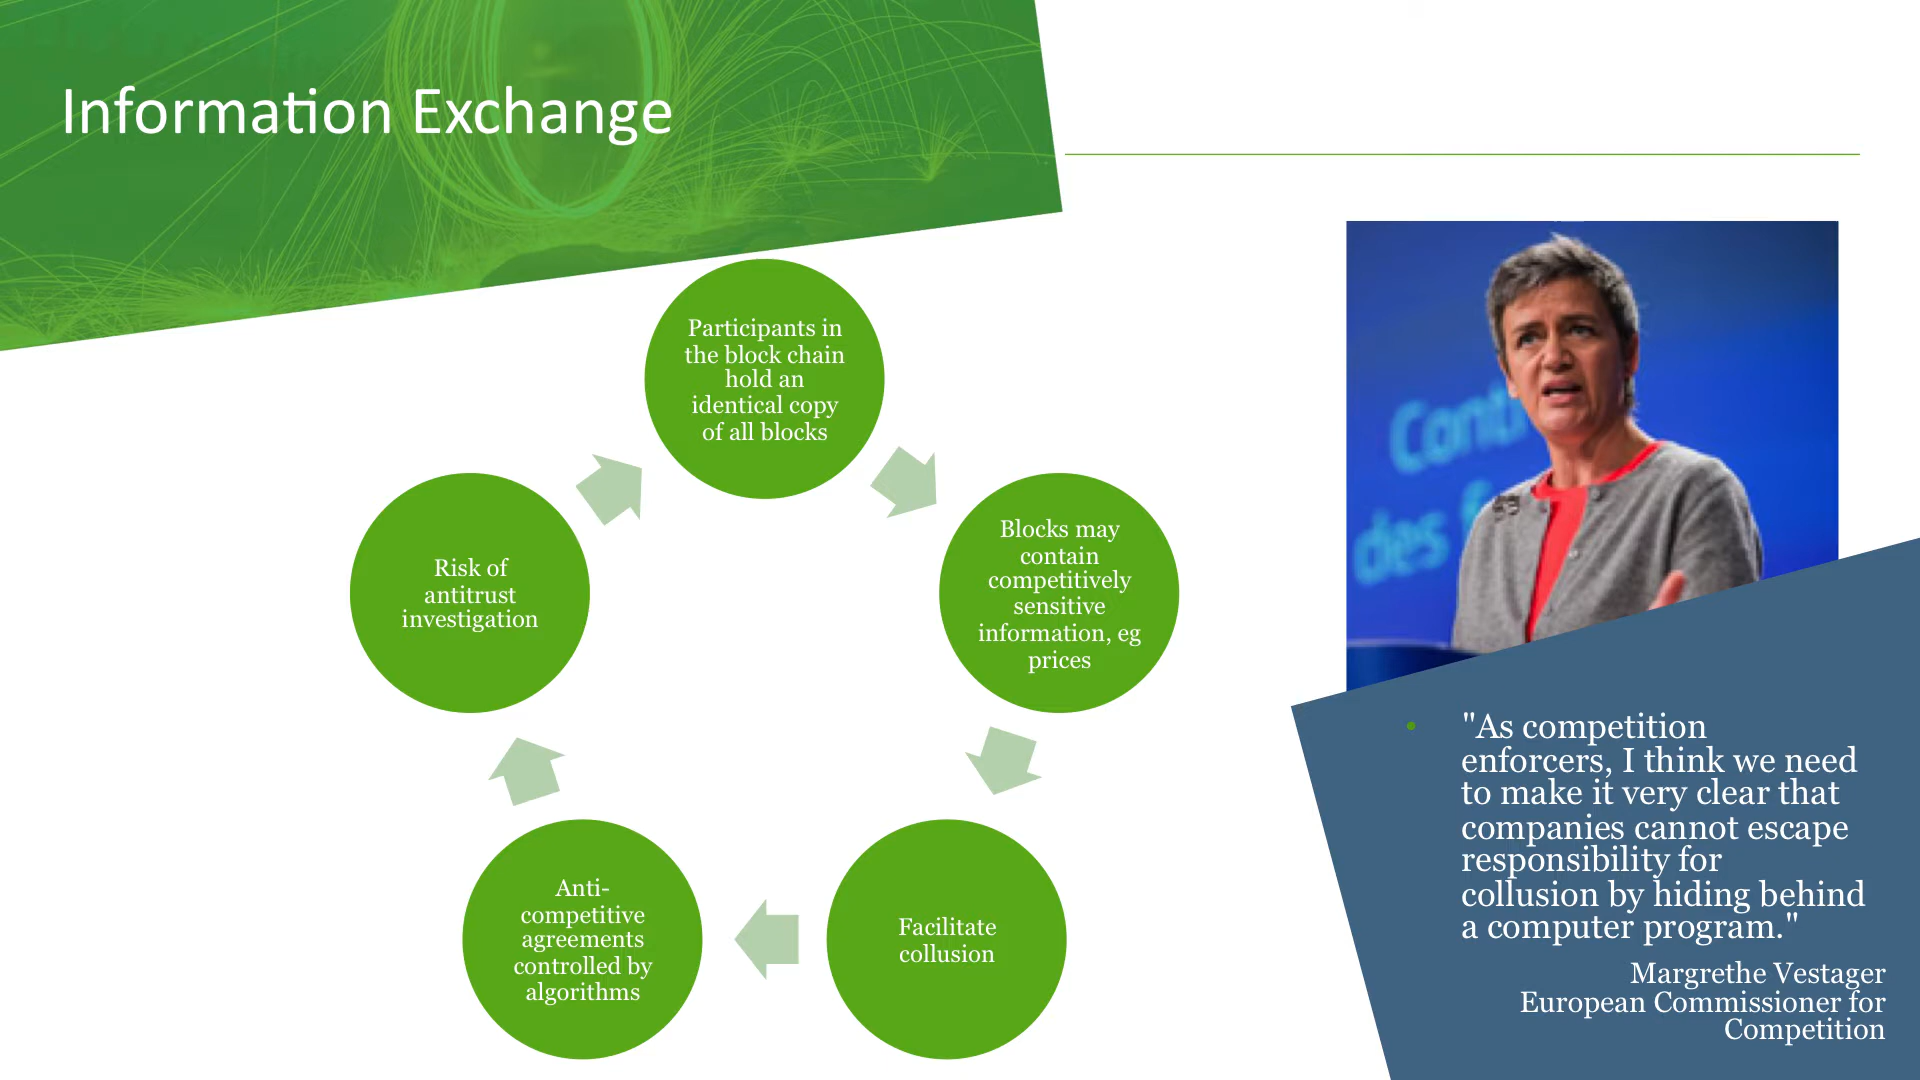 Information Exchange
Participants in
the block chain
hold an
identical copy
of all blocks
Blocks may
contain
competitively
sensitive
information, eg
prices
Facilitate
collusion
Anti-
competitive
agreements
controlled by
algorithms
Risk of
antitrust
investigation
Cont
des
• "As competition
enforcers, I think we need
to make it very clear that
companies cannot escape
responsibility for
collusion by hiding behind
a computer program."
Margrethe Vestager
European Commissioner for
Competition